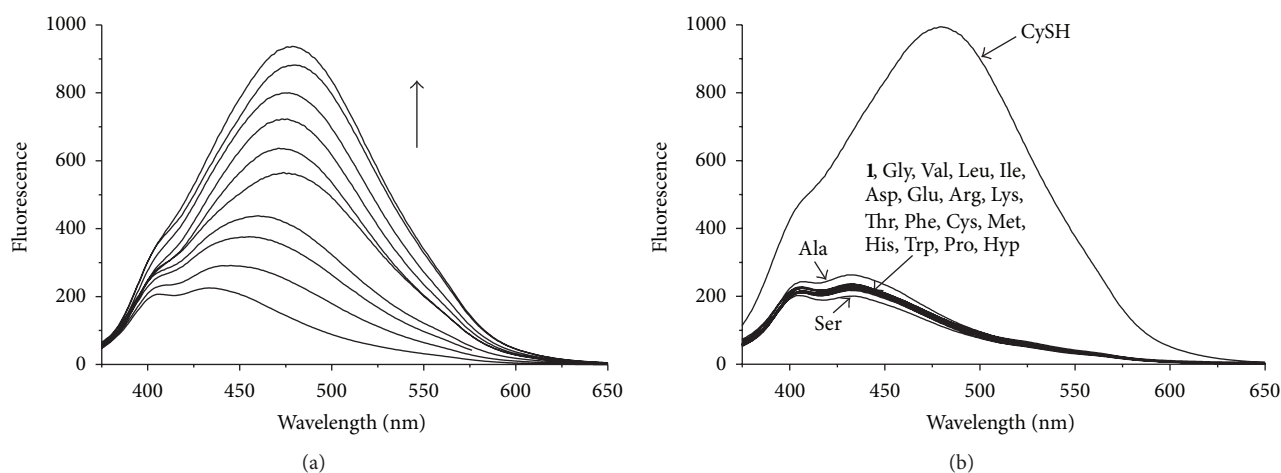 1000
800
600
400
200
0
Fluorescence
400
450
500
550
600
650
Wavelength (nm)
(a)
1000
800
600
400
200
0
Fluorescence
CySH
1, Gly, Val, Leu, Ile,
Asp, Glu, Arg, Lys,
Thr, Phe, Cys, Met,
His, Trp, Pro, Hyp
Ala
Ser
400
450
500
550
600
650
Wavelength (nm)
(b)